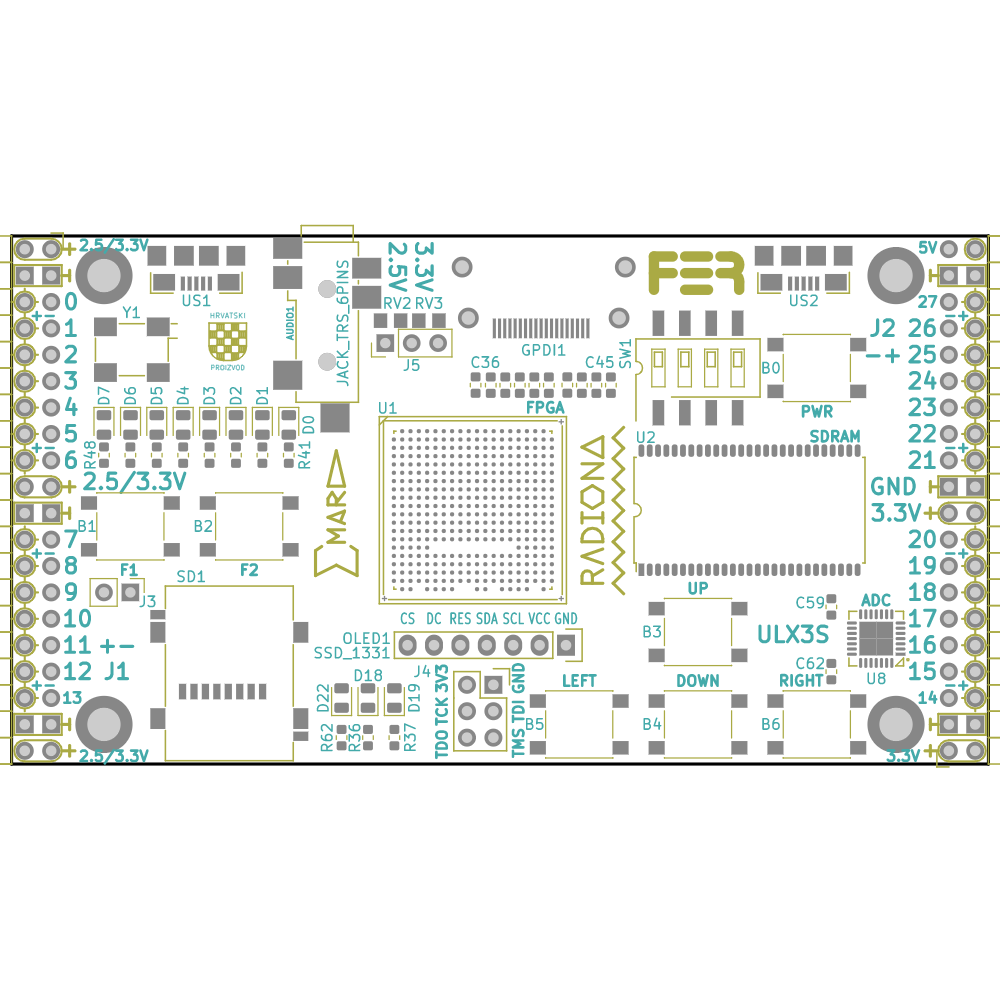 2.5/3.3V
0
+-
1
2
3
4
5
+-
6
2.5/3.3V
7
+-
8
9
10
11 +-
12 J1
+-
13
2.5/3.3V
US1
Y1
HRVATSKI
PROIZVOD
AUDIO1
JACK_TRS_6PINS
2.5V
3.3V
RV2 RV3
J5
D7
D6
D5
D4
D3
D2
D1
D0
R48
R41
B1
B2
F1
F2
J3
SD1
MAR
U1
FPGA
C36
C45
GPDI1
SW1
FER
US2
B0
PWR
U2
SDRAM
RADIONA
CS DC RES SDA SCL VCC GND
OLED1
SSD_1331
J4
D22
D18
D19
R62
R36
R37
TDO TCK 3V3
TMS TDI GND
UP
B3
ULX3S
C59
ADC
C62
U8
LEFT
DOWN
RIGHT
B5
B4
B6
5V
27
-+
J2 26
-+ 25
24
23
22
-+
21
GND
3.3V
20
-+
19
18
17
16
15
-+
14
3.3V